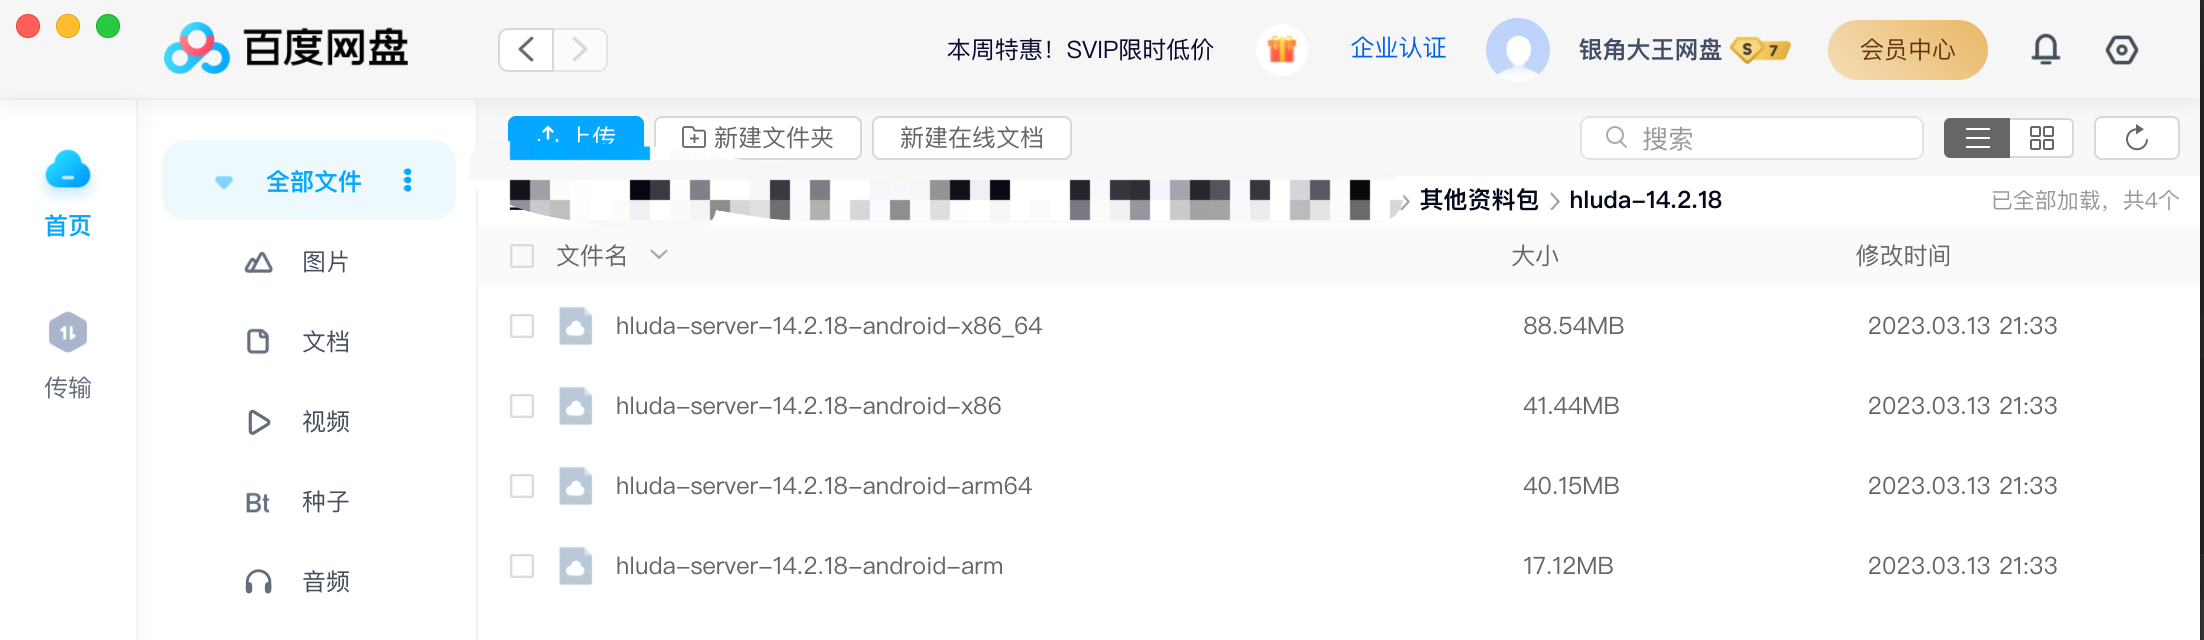 百度网盘
本周特惠！SVIP限时低价
企业认证
银角大王网盘
S 7
会员中心
首页
传输
全部文件
图片
文档
视频
Bt 种子
音频
上传
新建文件夹
新建在线文档
搜索
其他资料包 > hluda-14.2.18
已全部加载，共4个
文件名 大小 修改时间
hluda-server-14.2.18-android-x86_64 88.54MB 2023.03.13 21:33
hluda-server-14.2.18-android-x86 41.44MB 2023.03.13 21:33
hluda-server-14.2.18-android-arm64 40.15MB 2023.03.13 21:33
hluda-server-14.2.18-android-arm 17.12MB 2023.03.13 21:33